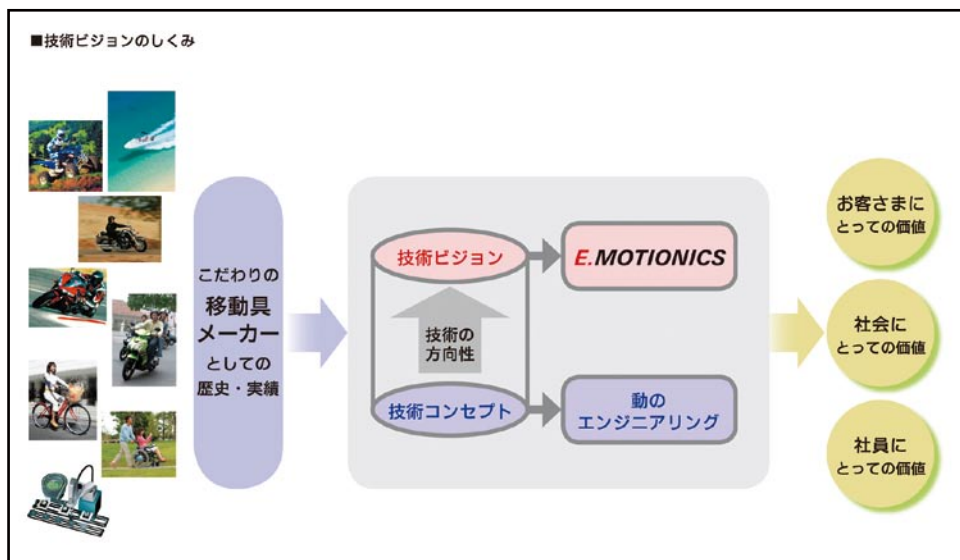 ■技術ビジョンのしくみ
こだわりの
移動具
メーカー
としての
歴史・実績
技術ビジョン
技術の
方向性
技術コンセプト
E.MOTIONICS
動の
エンジニアリング
お客さまに
とっての価値
社会に
とっての価値
社員に
とっての価値